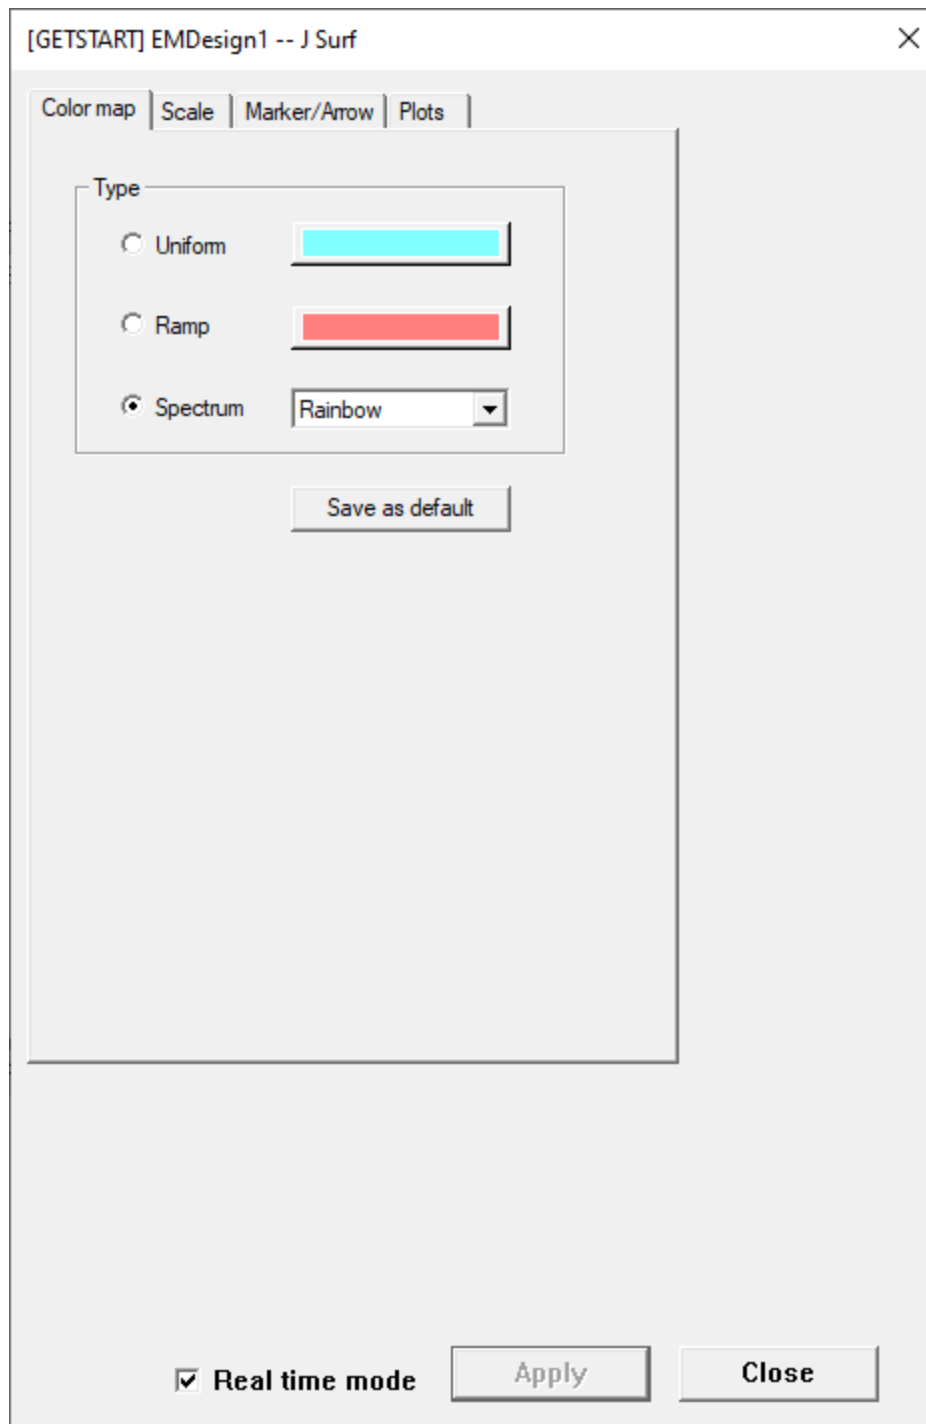 [GETSTART] EMDesign1 -- J Surf
Color map Scale Marker/Arrow Plots
Type
Uniform
Ramp
Spectrum Rainbow
Save as default
Real time mode Apply Close